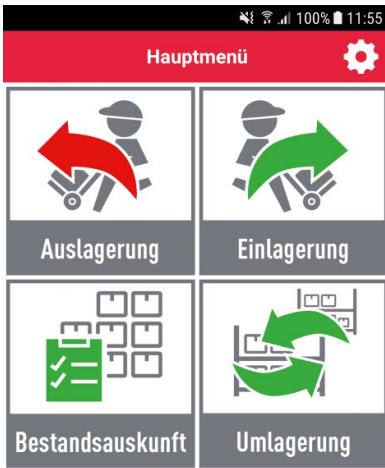 100% 11:55
Hauptmenü
Auslagerung
Einlagerung
Bestandsauskunft
Umlagerung